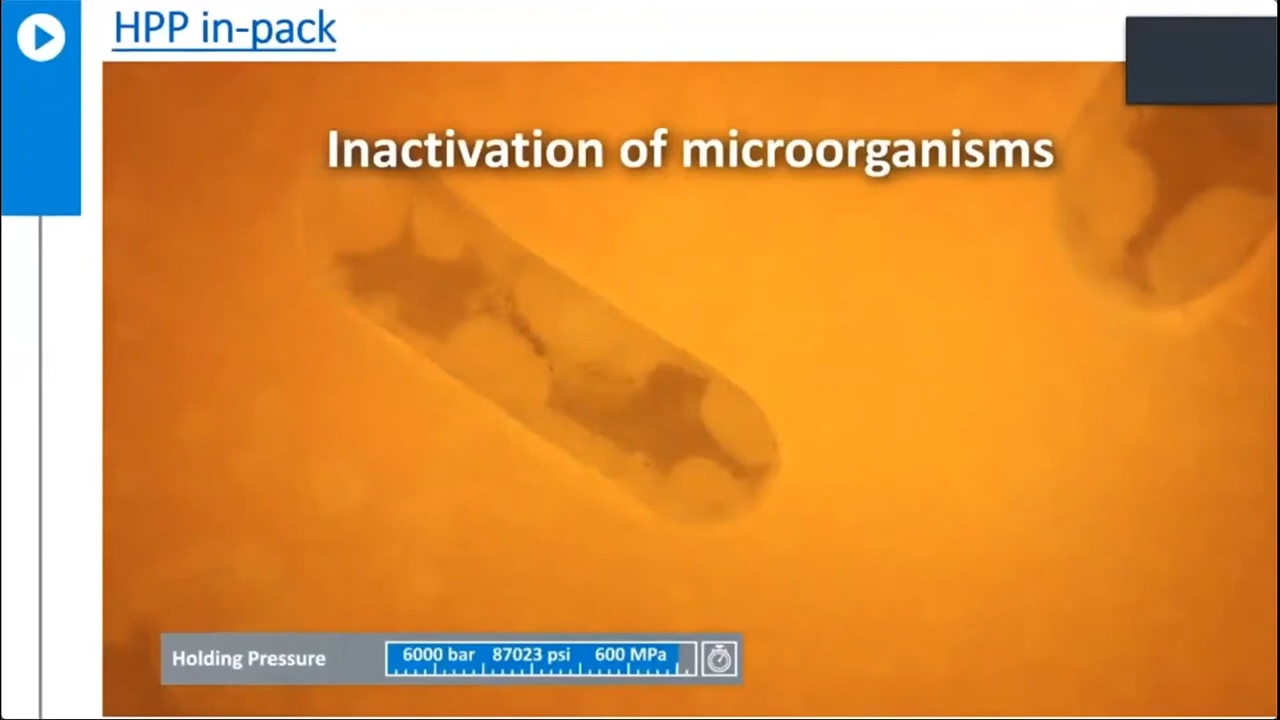 HPP in-pack
Inactivation of microorganisms
Holding Pressure 6000 bar 87023 psi 600 MPa